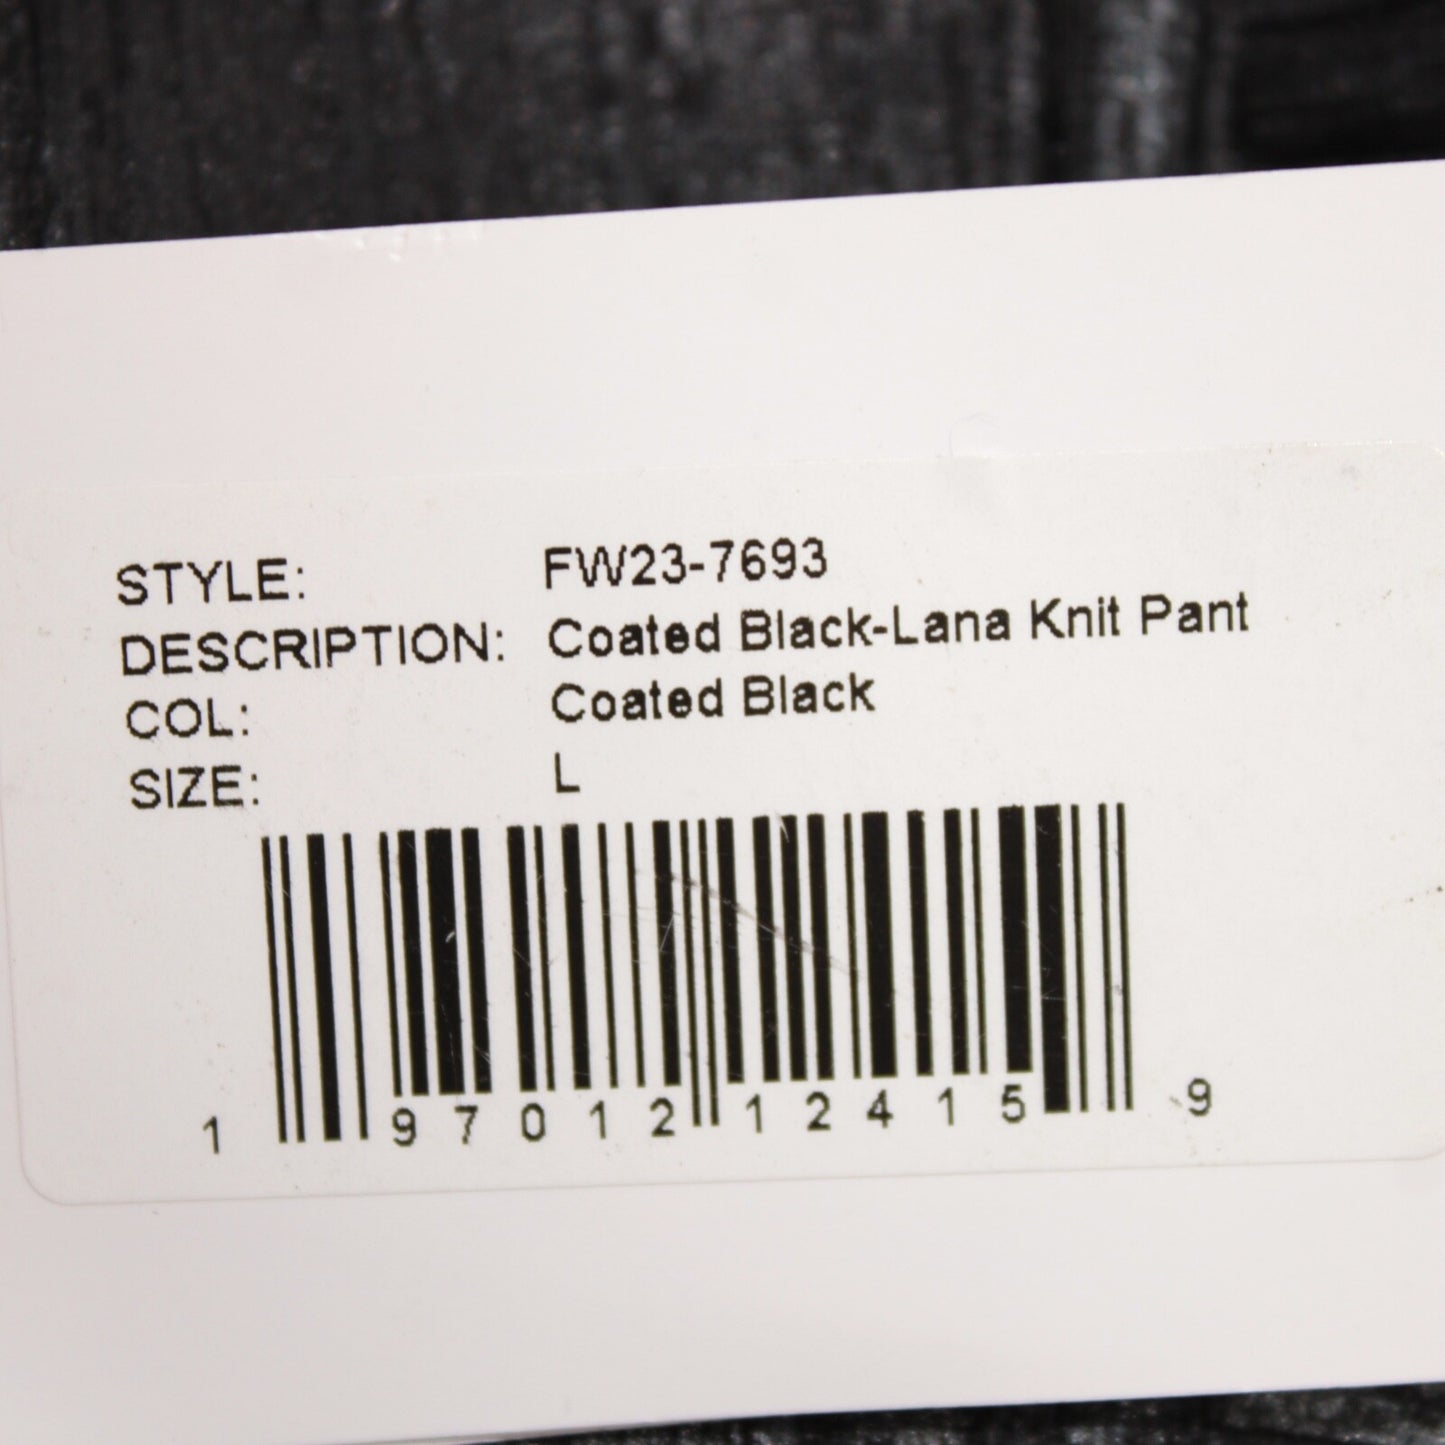 STYLE: FW23-7693
DESCRIPTION: Coated Black-Lana Knit Pant
COL: Coated Black
SIZE: L
1 97012 12415 9